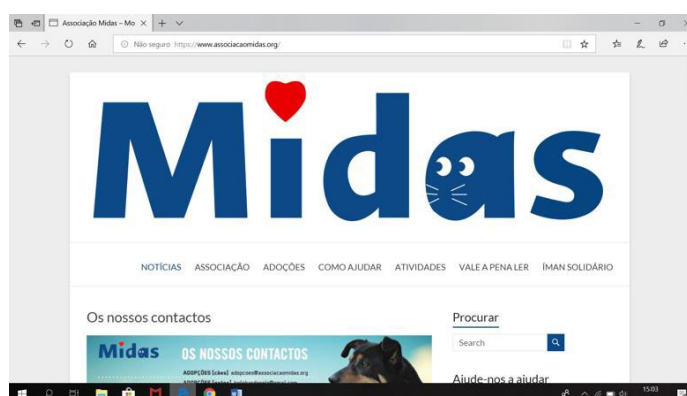 Associação Midas – Mo
Não seguro https://www.associacaomidas.org/
Midas
NOTÍCIAS ASSOCIAÇÃO ADOÇÕES COMO AJUDAR ATIVIDADES VALE A PENA LER ÍMAN SOLIDÁRIO
Os nossos contactos
Procurar
Search
Midas
OS NOSSOS CONTACTOS
ADOPÇÕES (cães) adopcoes@associacaomidas.org
Ajude-nos a ajudar
15:03